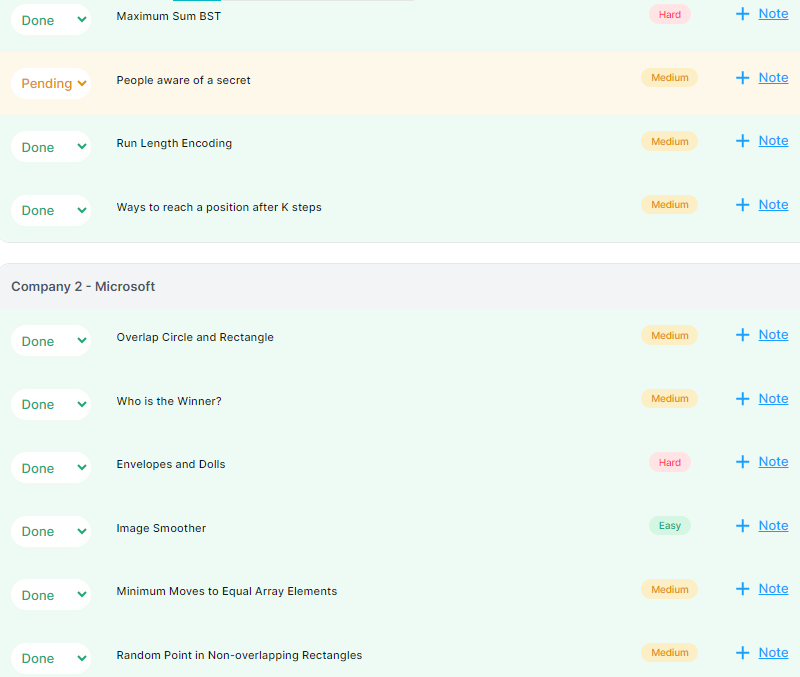 Done Maximum Sum BST Hard + Note
Pending People aware of a secret Medium + Note
Done Run Length Encoding Medium + Note
Done Ways to reach a position after K steps Medium + Note
Company 2 - Microsoft
Done Overlap Circle and Rectangle Medium + Note
Done Who is the Winner? Medium + Note
Done Envelopes and Dolls Hard + Note
Done Image Smoother Easy + Note
Done Minimum Moves to Equal Array Elements Medium + Note
Done Random Point in Non-overlapping Rectangles Medium + Note